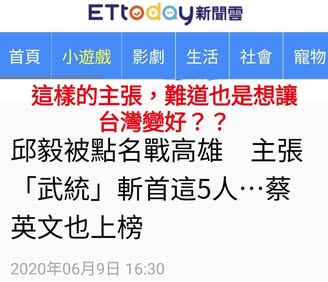 ETtoday新聞雲
首頁 小遊戲 影劇 生活 社會 寵物
這樣的主張，難道也是想讓
台灣變好？？
邱毅被點名戰高雄 主張
「武統」斬首這5人…蔡
英文也上榜
2020年06月9日 16:30